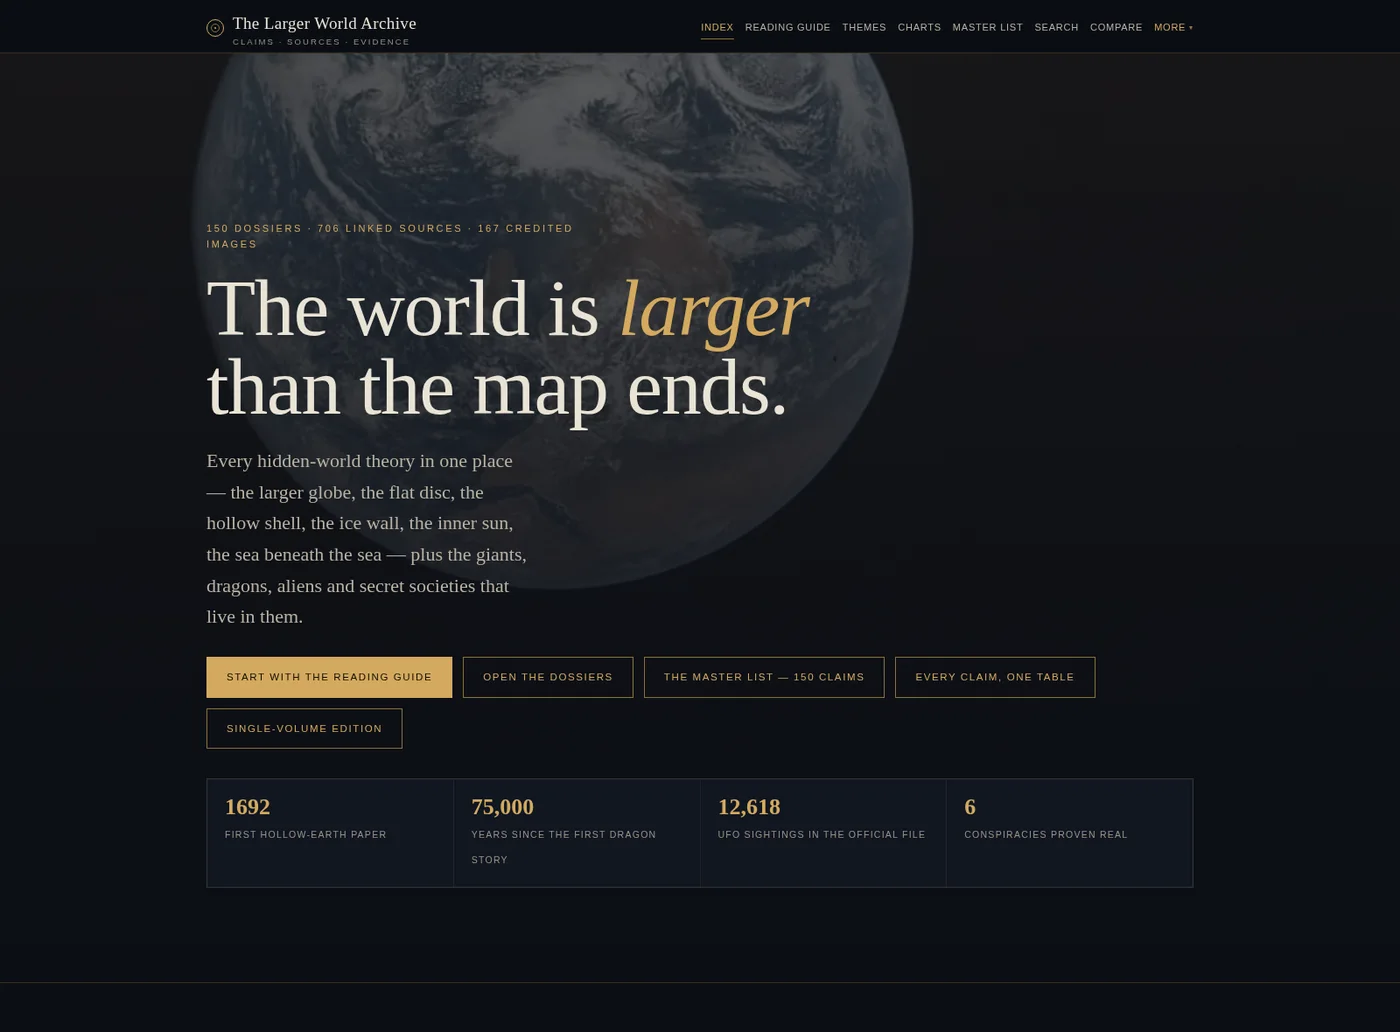 The Larger World Archive
CLAIMS · SOURCES · EVIDENCE
INDEX READING GUIDE THEMES CHARTS MASTER LIST SEARCH COMPARE MORE ▾
150 DOSSIERS · 706 LINKED SOURCES · 167 CREDITED
IMAGES
The world is larger
than the map ends.
Every hidden-world theory in one place
— the larger globe, the flat disc, the
hollow shell, the ice wall, the inner sun,
the sea beneath the sea — plus the giants,
dragons, aliens and secret societies that
live in them.
START WITH THE READING GUIDE
OPEN THE DOSSIERS
THE MASTER LIST — 150 CLAIMS
EVERY CLAIM, ONE TABLE
SINGLE-VOLUME EDITION
1692
FIRST HOLLOW-EARTH PAPER
75,000
YEARS SINCE THE FIRST DRAGON
STORY
12,618
UFO SIGHTINGS IN THE OFFICIAL FILE
6
CONSPIRACIES PROVEN REAL